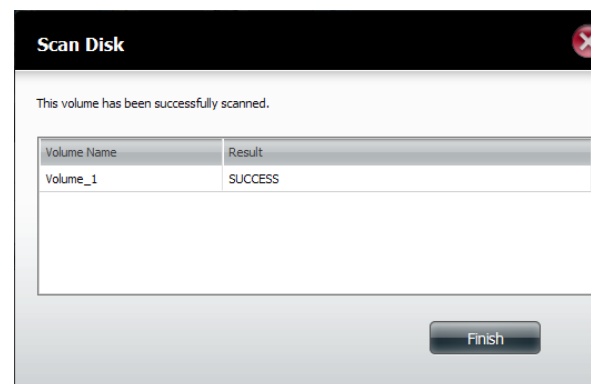 Scan Disk
This volume has been successfully scanned.
Volume Name Result
Volume_1 SUCCESS
Finish